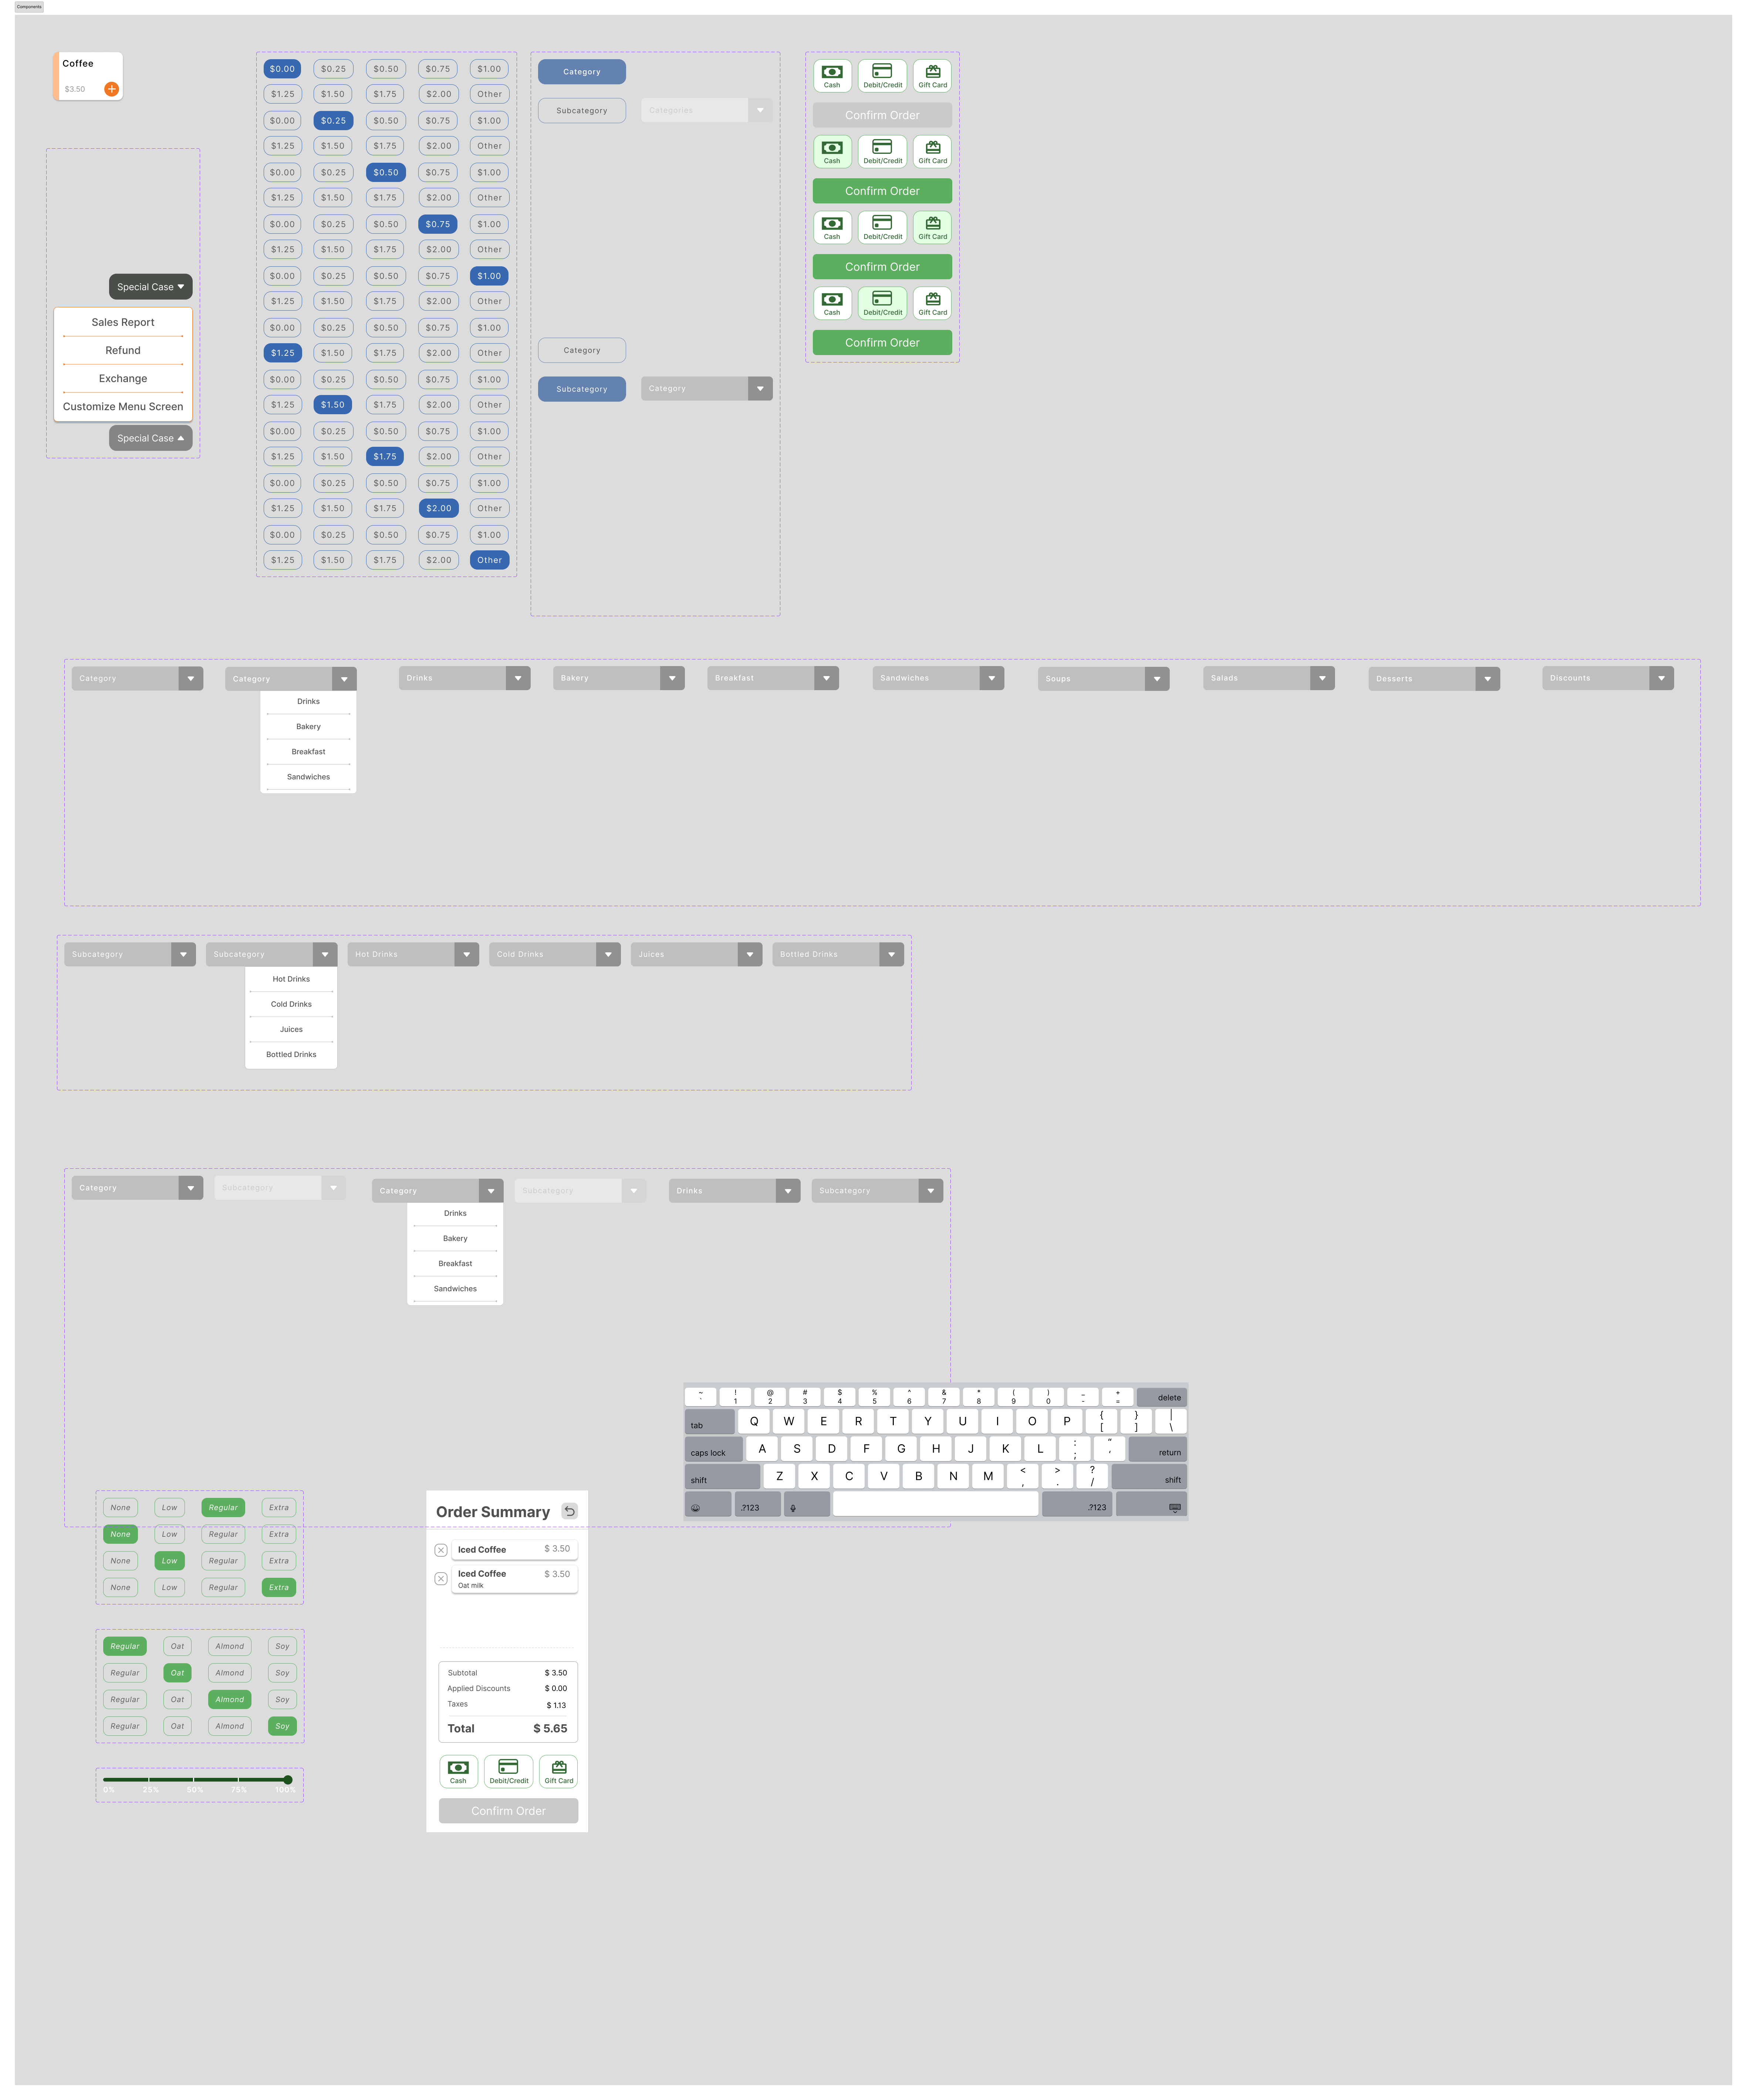 Components
Coffee
$3.50
Special Case
Sales Report
Refund
Exchange
Customize Menu Screen
Special Case
$0.00 $0.25 $0.50 $0.75 $1.00
$1.25 $1.50 $1.75 $2.00 Other
$0.00 $0.25 $0.50 $0.75 $1.00
$1.25 $1.50 $1.75 $2.00 Other
$0.00 $0.25 $0.50 $0.75 $1.00
$1.25 $1.50 $1.75 $2.00 Other
$0.00 $0.25 $0.50 $0.75 $1.00
$1.25 $1.50 $1.75 $2.00 Other
$0.00 $0.25 $0.50 $0.75 $1.00
$1.25 $1.50 $1.75 $2.00 Other
$0.00 $0.25 $0.50 $0.75 $1.00
$1.25 $1.50 $1.75 $2.00 Other
$0.00 $0.25 $0.50 $0.75 $1.00
$1.25 $1.50 $1.75 $2.00 Other
$0.00 $0.25 $0.50 $0.75 $1.00
$1.25 $1.50 $1.75 $2.00 Other
$0.00 $0.25 $0.50 $0.75 $1.00
$1.25 $1.50 $1.75 $2.00 Other
$0.00 $0.25 $0.50 $0.75 $1.00
$1.25 $1.50 $1.75 $2.00 Other
Category
Subcategory Categories
Category
Subcategory Category
Cash Debit/Credit Gift Card
Confirm Order
Cash Debit/Credit Gift Card
Confirm Order
Cash Debit/Credit Gift Card
Confirm Order
Cash Debit/Credit Gift Card
Confirm Order
Category Category Drinks Bakery Breakfast Sandwiches Soups Salads Desserts Discounts
Drinks
Bakery
Breakfast
Sandwiches
Subcategory Subcategory Hot Drinks Cold Drinks Juices Bottled Drinks
Hot Drinks
Cold Drinks
Juices
Bottled Drinks
Category Subcategory Category Subcategory Drinks Subcategory
Drinks
Bakery
Breakfast
Sandwiches
~ ! @ # $ % ^ & * ( ) _ +
` 1 2 3 4 5 6 7 8 9 0 - = delete
tab Q W E R T Y U I O P { [ } ] | \
caps lock A S D F G H J K L : ; " ' return
shift Z X C V B N M < , > . ? / shift
.?123 .?123
None Low Regular Extra
None Low Regular Extra
None Low Regular Extra
None Low Regular Extra
Regular Oat Almond Soy
Regular Oat Almond Soy
Regular Oat Almond Soy
Regular Oat Almond Soy
0% 25% 50% 75% 100%
Order Summary
Iced Coffee $ 3.50
Iced Coffee $ 3.50
Oat milk
Subtotal $ 3.50
Applied Discounts $ 0.00
Taxes $ 1.13
Total $ 5.65
Cash Debit/Credit Gift Card
Confirm Order